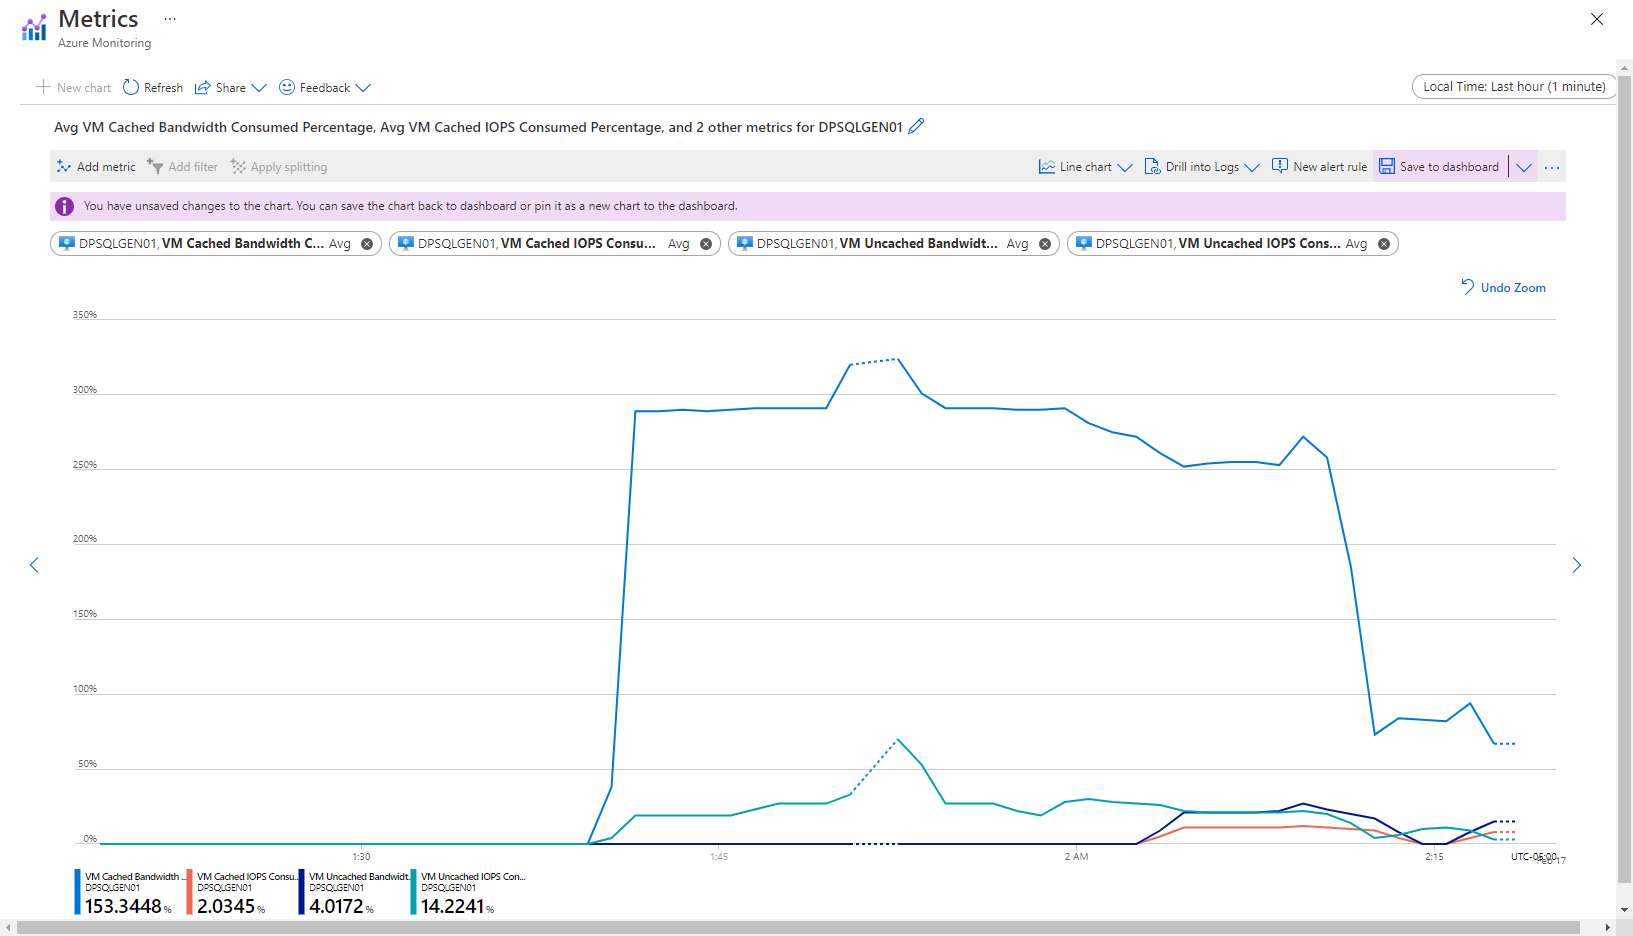 Metrics ...
Azure Monitoring
New chart Refresh Share Feedback
Local Time: Last hour (1 minute)
Avg VM Cached Bandwidth Consumed Percentage, Avg VM Cached IOPS Consumed Percentage, and 2 other metrics for DPSQLGEN01
Add metric Add filter Apply splitting Line chart Drill into Logs New alert rule Save to dashboard ...
You have unsaved changes to the chart. You can save the chart back to dashboard or pin it as a new chart to the dashboard.
DPSQLGEN01, VM Cached Bandwidth C... Avg DPSQLGEN01, VM Cached IOPS Consu... Avg DPSQLGEN01, VM Uncached Bandwidt... Avg DPSQLGEN01, VM Uncached IOPS Cons... Avg
Undo Zoom
350%
300%
250%
200%
150%
100%
50%
0%
1:30 1:45 2 AM 2:15 UTC-05:00
Feb 17
VM Cached Bandwidth ... VM Cached IOPS Consu... VM Uncached Bandwidt... VM Uncached IOPS Con...
DPSQLGEN01 DPSQLGEN01 DPSQLGEN01 DPSQLGEN01
153.3448 % 2.0345 % 4.0172 % 14.2241 %